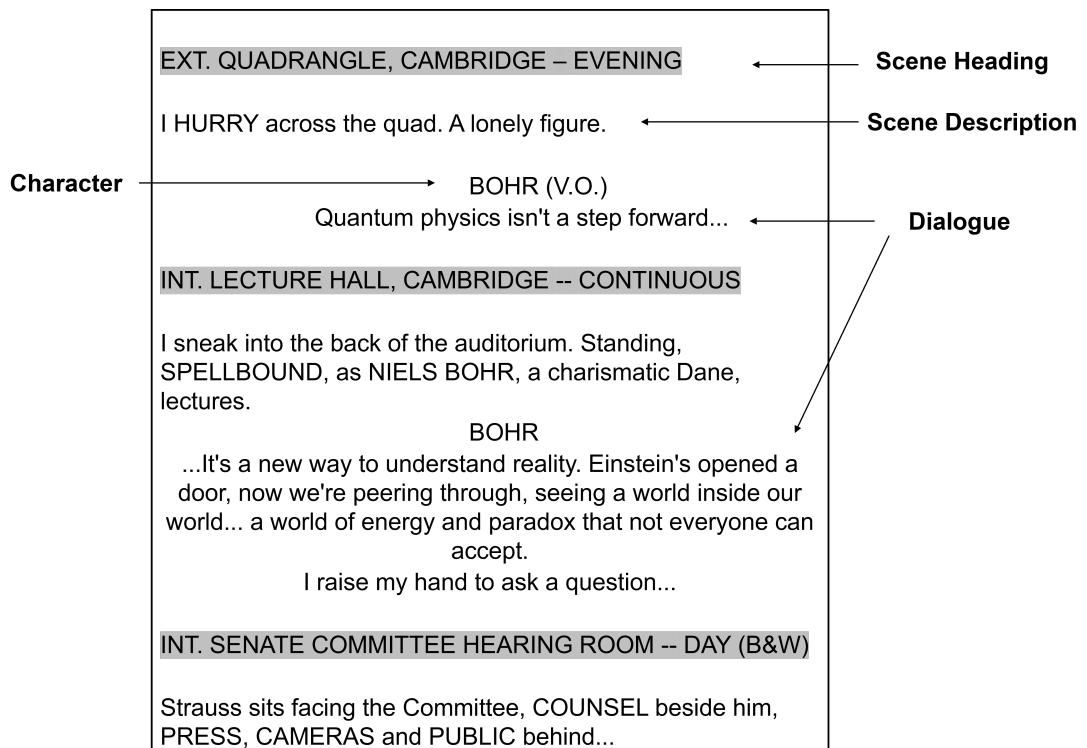 EXT. QUADRANGLE, CAMBRIDGE – EVENING
Scene Heading
I HURRY across the quad. A lonely figure.
Scene Description
Character
BOHR (V.O.)
Quantum physics isn't a step forward...
Dialogue
INT. LECTURE HALL, CAMBRIDGE -- CONTINUOUS
I sneak into the back of the auditorium. Standing,
SPELLBOUND, as NIELS BOHR, a charismatic Dane,
lectures.
BOHR
...It's a new way to understand reality. Einstein's opened a
door, now we're peering through, seeing a world inside our
world... a world of energy and paradox that not everyone can
accept.
I raise my hand to ask a question...
INT. SENATE COMMITTEE HEARING ROOM -- DAY (B&W)
Strauss sits facing the Committee, COUNSEL beside him,
PRESS, CAMERAS and PUBLIC behind...